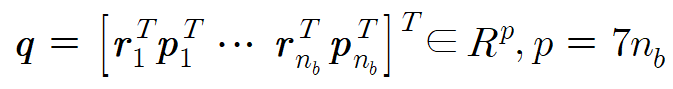 q = [r_1^T p_1^T ⋯ r_{n_b}^T p_{n_b}^T]^T ∈ R^p, p = 7n_b